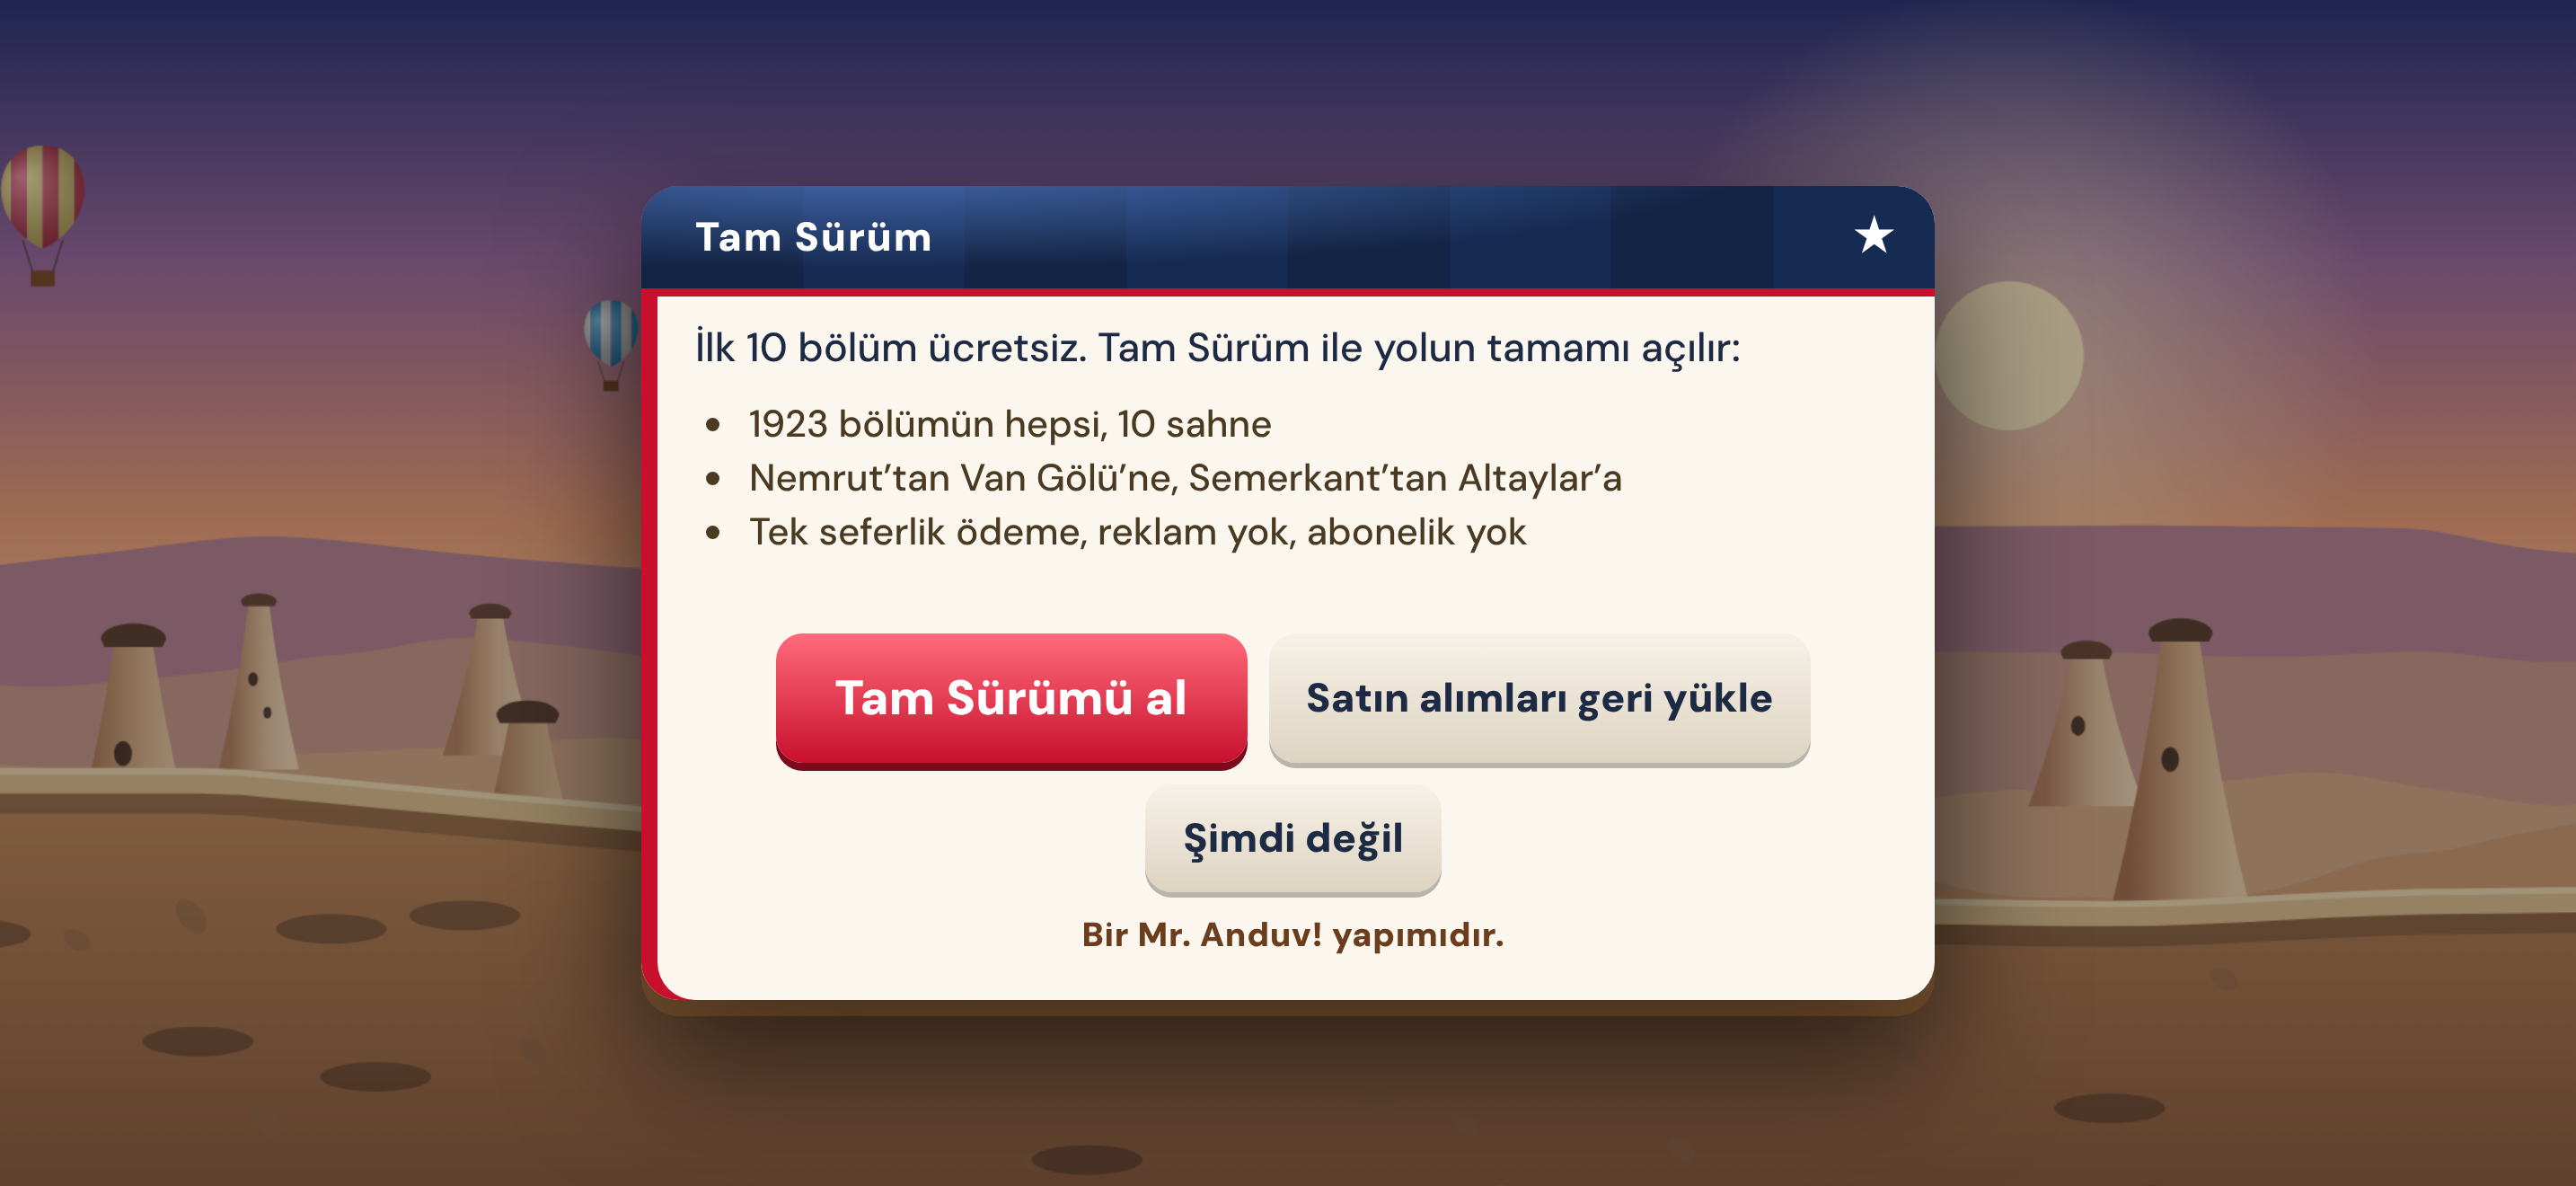 Tam Sürüm
İlk 10 bölüm ücretsiz. Tam Sürüm ile yolun tamamı açılır:
1923 bölümün hepsi, 10 sahne
Nemrut’tan Van Gölü’ne, Semerkant’tan Altaylar’a
Tek seferlik ödeme, reklam yok, abonelik yok
Tam Sürümü al
Satın alımları geri yükle
Şimdi değil
Bir Mr. Anduv! yapımıdır.